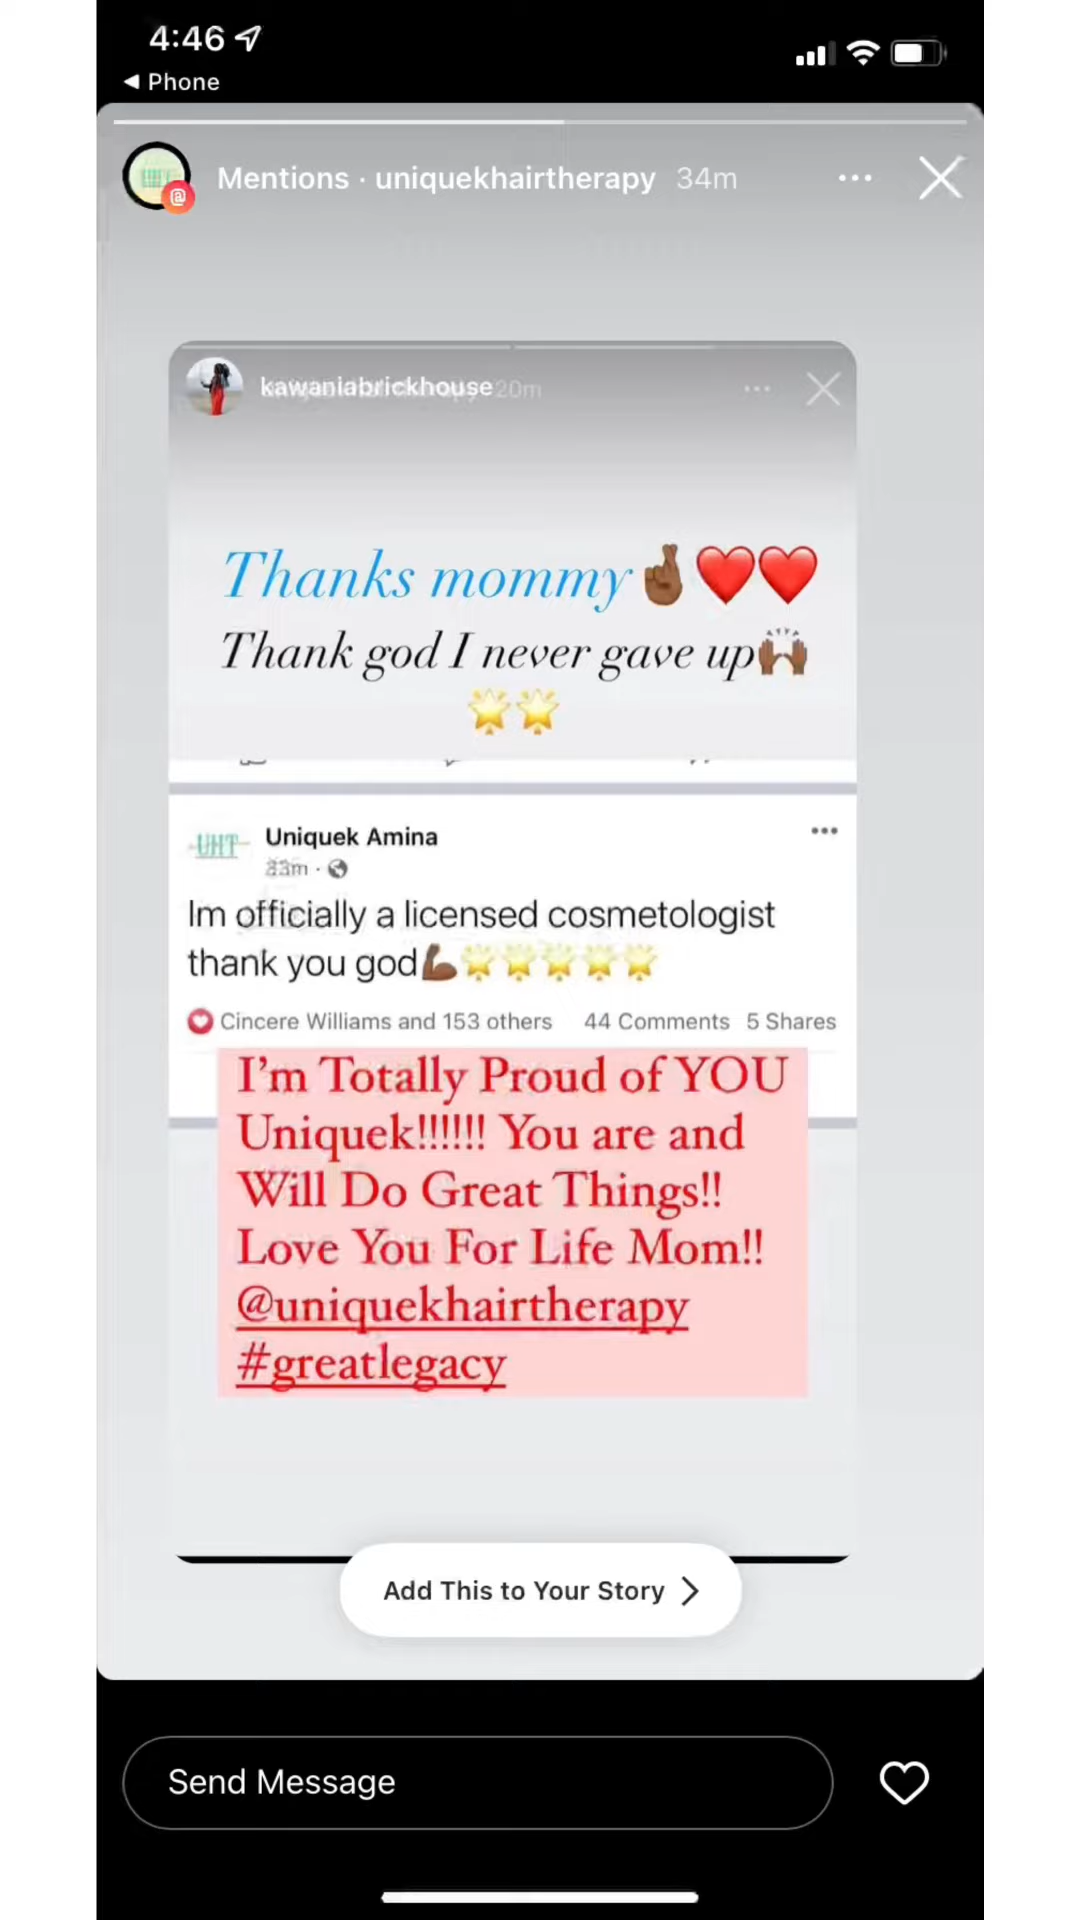 4:46
◀ Phone
Mentions · uniquekhairtherapy 34m
kawaniabrickhouse 20m
Thanks mommy🤞🏾❤️❤️
Thank god I never gave up🙌🏾
🌟🌟
UHT
Uniquek Amina
33m ·
Im officially a licensed cosmetologist
thank you god💪🏾🌟🌟🌟🌟🌟
Cincere Williams and 153 others 44 Comments 5 Shares
I'm Totally Proud of YOU
Uniquek!!!!!! You are and
Will Do Great Things!!
Love You For Life Mom!!
@uniquekhairtherapy
#greatlegacy
Add This to Your Story
Send Message